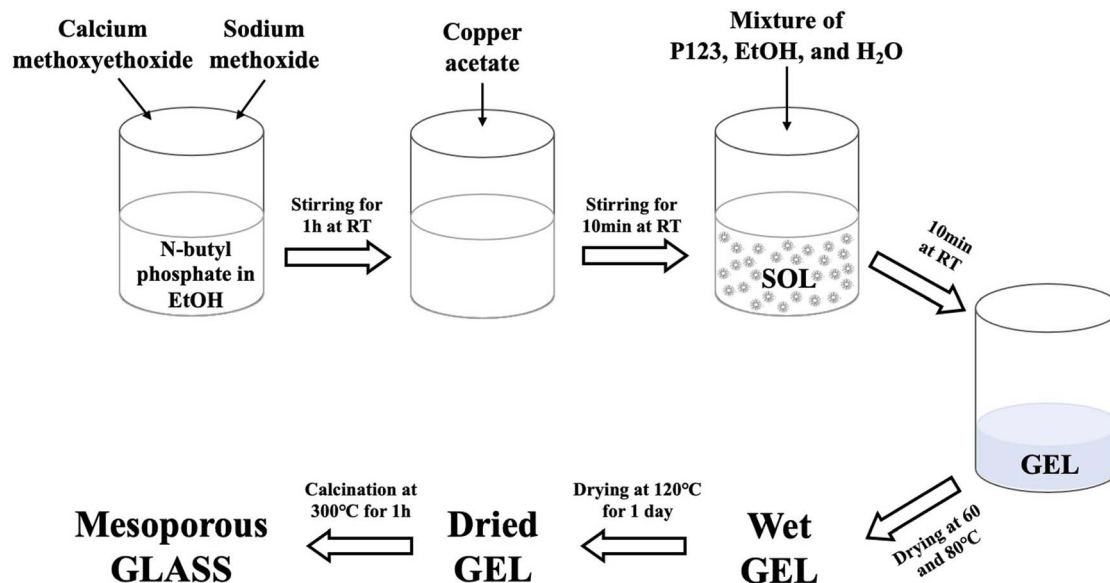 Calcium
methoxyethoxide
Sodium
methoxide
N-butyl
phosphate in
EtOH
Stirring for
1h at RT
Copper
acetate
Stirring for
10min at RT
Mixture of
P123, EtOH, and H₂O
SOL
10min
at RT
GEL
Drying at 60
and 80°C
Wet
GEL
Drying at 120°C
for 1 day
Dried
GEL
Calcination at
300°C for 1h
Mesoporous
GLASS